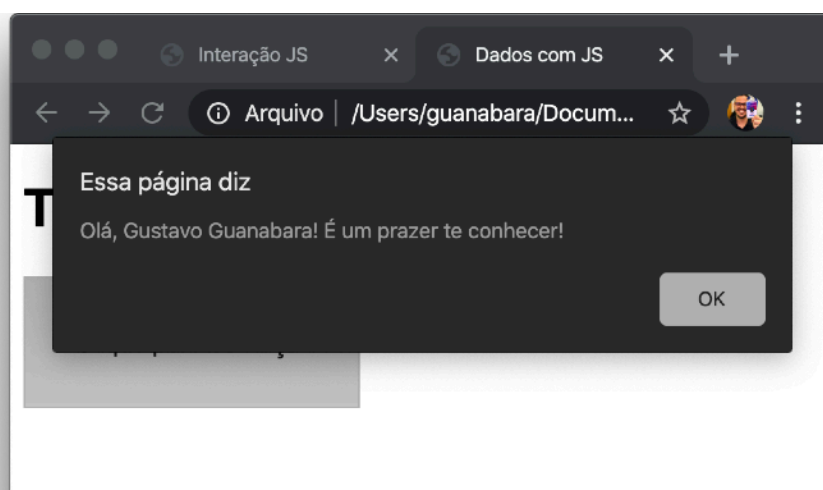 Interação JS
Dados com JS
Arquivo | /Users/guanabara/Docum...
Essa página diz
Olá, Gustavo Guanabara! É um prazer te conhecer!
OK
T